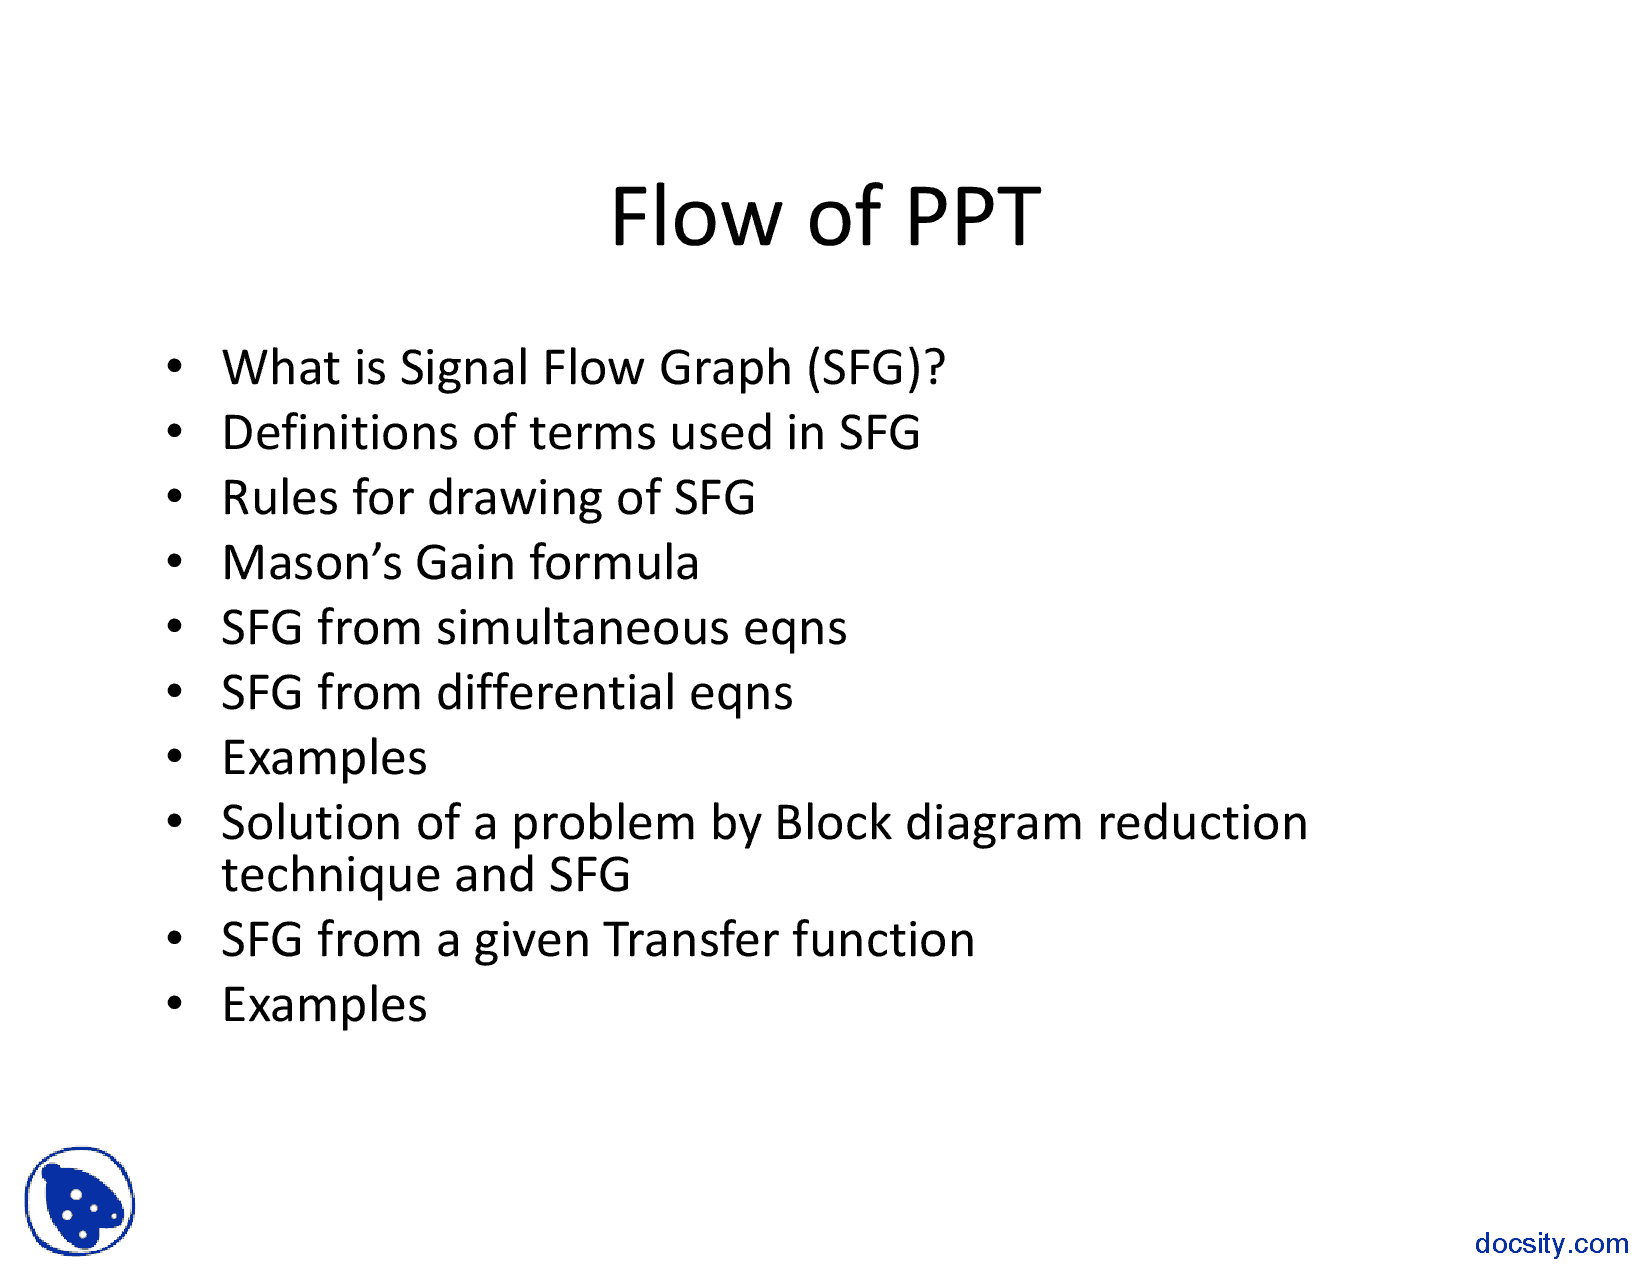 Flow of PPT
• What is Signal Flow Graph (SFG)?
• Definitions of terms used in SFG
• Rules for drawing of SFG
• Mason’s Gain formula
• SFG from simultaneous eqns
• SFG from differential eqns
• Examples
• Solution of a problem by Block diagram reduction
technique and SFG
• SFG from a given Transfer function
• Examples
docsity.com